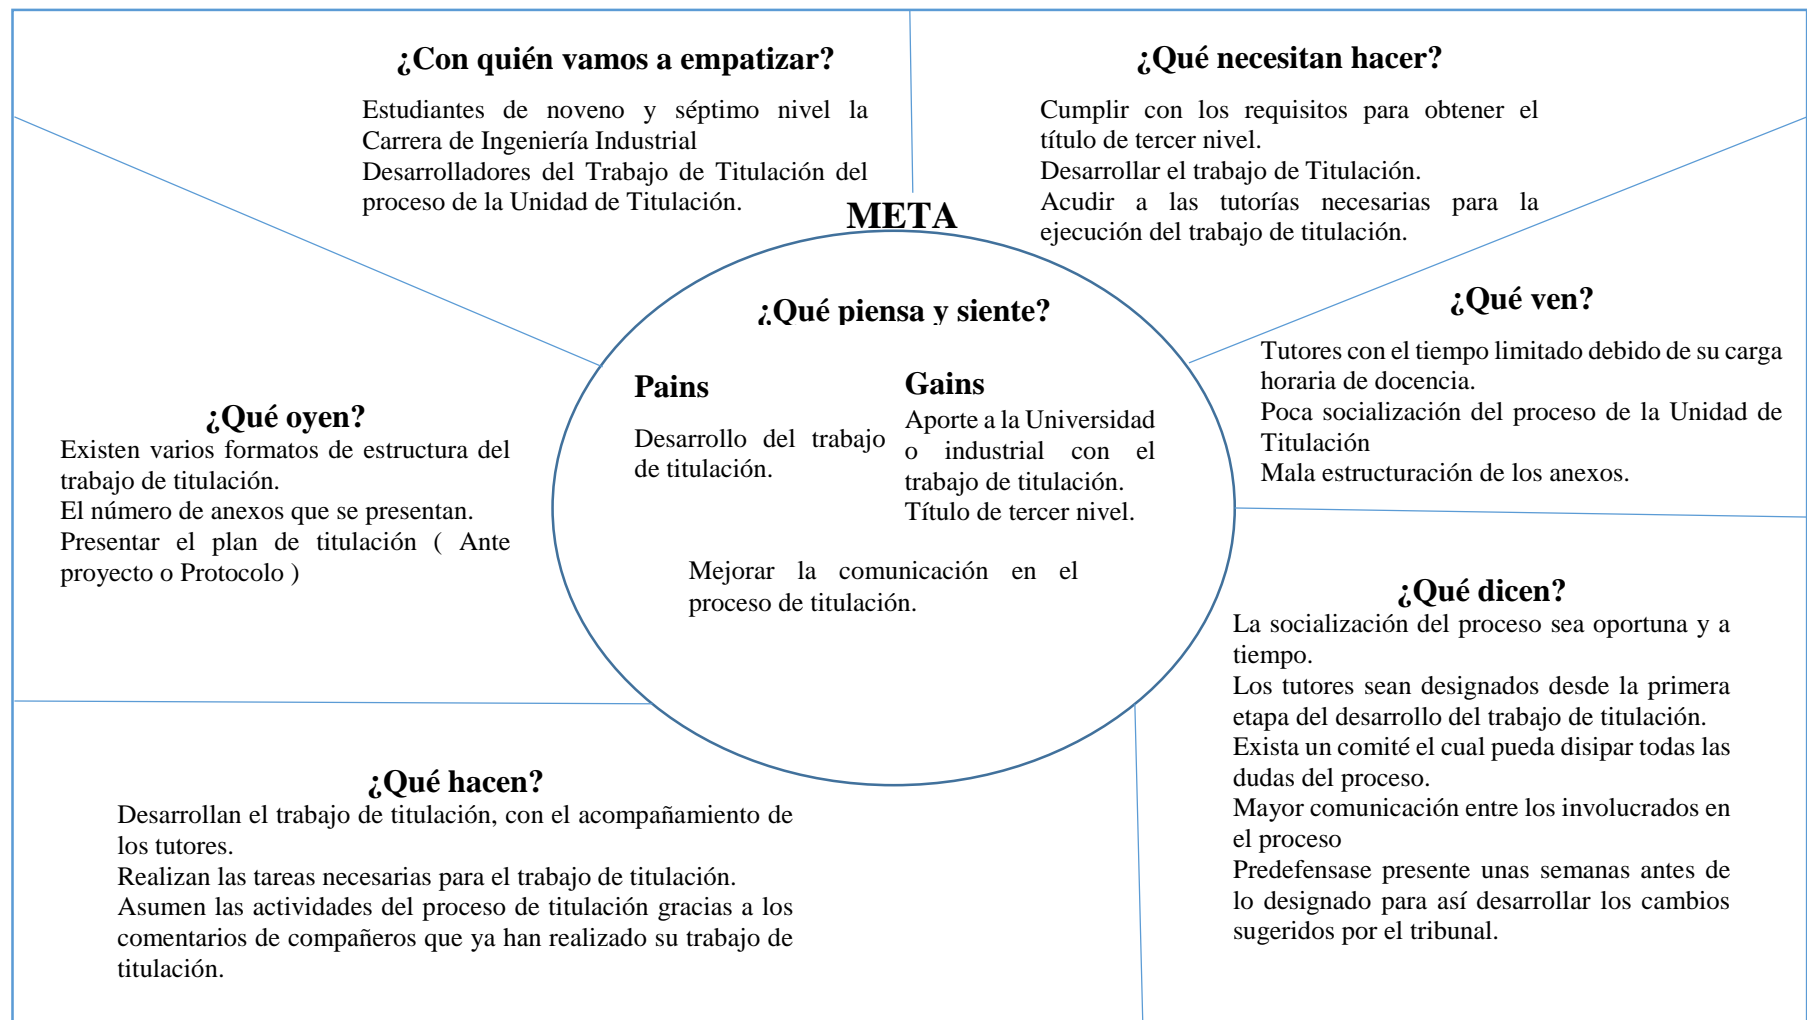 ¿Con quién vamos a empatizar?
Estudiantes de noveno y séptimo nivel la
Carrera de Ingeniería Industrial
Desarrolladores del Trabajo de Titulación del
proceso de la Unidad de Titulación.
¿Qué necesitan hacer?
Cumplir con los requisitos para obtener el
título de tercer nivel.
Desarrollar el trabajo de Titulación.
Acudir a las tutorías necesarias para la
ejecución del trabajo de titulación.
META
¿Qué piensa y siente?
Pains
Desarrollo del trabajo
de titulación.
Gains
Aporte a la Universidad
o industrial con el
trabajo de titulación.
Título de tercer nivel.
Mejorar la comunicación en el
proceso de titulación.
¿Qué ven?
Tutores con el tiempo limitado debido de su carga
horaria de docencia.
Poca socialización del proceso de la Unidad de
Titulación
Mala estructuración de los anexos.
¿Qué oyen?
Existen varios formatos de estructura del
trabajo de titulación.
El número de anexos que se presentan.
Presentar el plan de titulación ( Ante
proyecto o Protocolo )
¿Qué dicen?
La socialización del proceso sea oportuna y a
tiempo.
Los tutores sean designados desde la primera
etapa del desarrollo del trabajo de titulación.
Exista un comité el cual pueda disipar todas las
dudas del proceso.
Mayor comunicación entre los involucrados en
el proceso
Predefensase presente unas semanas antes de
lo designado para así desarrollar los cambios
sugeridos por el tribunal.
¿Qué hacen?
Desarrollan el trabajo de titulación, con el acompañamiento de
los tutores.
Realizan las tareas necesarias para el trabajo de titulación.
Asumen las actividades del proceso de titulación gracias a los
comentarios de compañeros que ya han realizado su trabajo de
titulación.